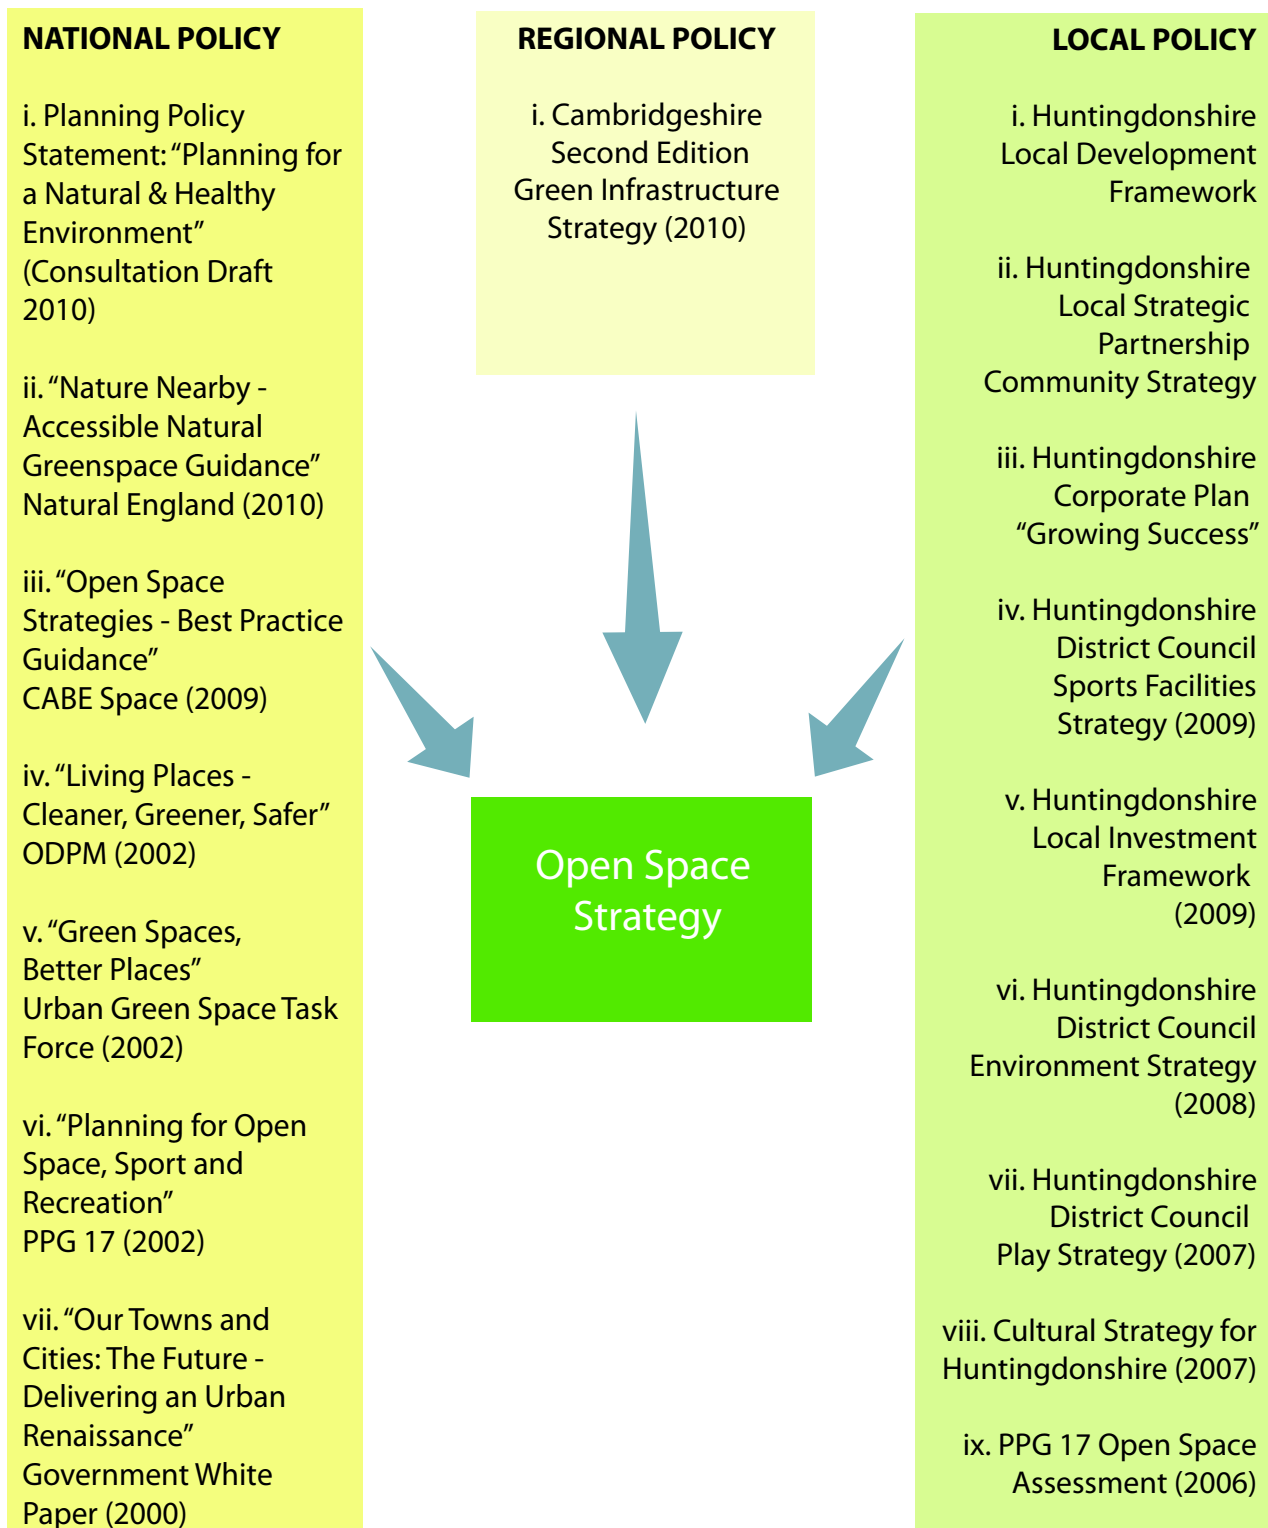 NATIONAL POLICY
i. Planning Policy
Statement: “Planning for
a Natural & Healthy
Environment”
(Consultation Draft
2010)
ii. “Nature Nearby -
Accessible Natural
Greenspace Guidance”
Natural England (2010)
iii. “Open Space
Strategies - Best Practice
Guidance”
CABE Space (2009)
iv. “Living Places -
Cleaner, Greener, Safer”
ODPM (2002)
v. “Green Spaces,
Better Places”
Urban Green Space Task
Force (2002)
vi. “Planning for Open
Space, Sport and
Recreation”
PPG 17 (2002)
vii. “Our Towns and
Cities: The Future -
Delivering an Urban
Renaissance”
Government White
Paper (2000)
REGIONAL POLICY
i. Cambridgeshire
Second Edition
Green Infrastructure
Strategy (2010)
Open Space
Strategy
LOCAL POLICY
i. Huntingdonshire
Local Development
Framework
ii. Huntingdonshire
Local Strategic
Partnership
Community Strategy
iii. Huntingdonshire
Corporate Plan
“Growing Success”
iv. Huntingdonshire
District Council
Sports Facilities
Strategy (2009)
v. Huntingdonshire
Local Investment
Framework
(2009)
vi. Huntingdonshire
District Council
Environment Strategy
(2008)
vii. Huntingdonshire
District Council
Play Strategy (2007)
viii. Cultural Strategy for
Huntingdonshire (2007)
ix. PPG 17 Open Space
Assessment (2006)